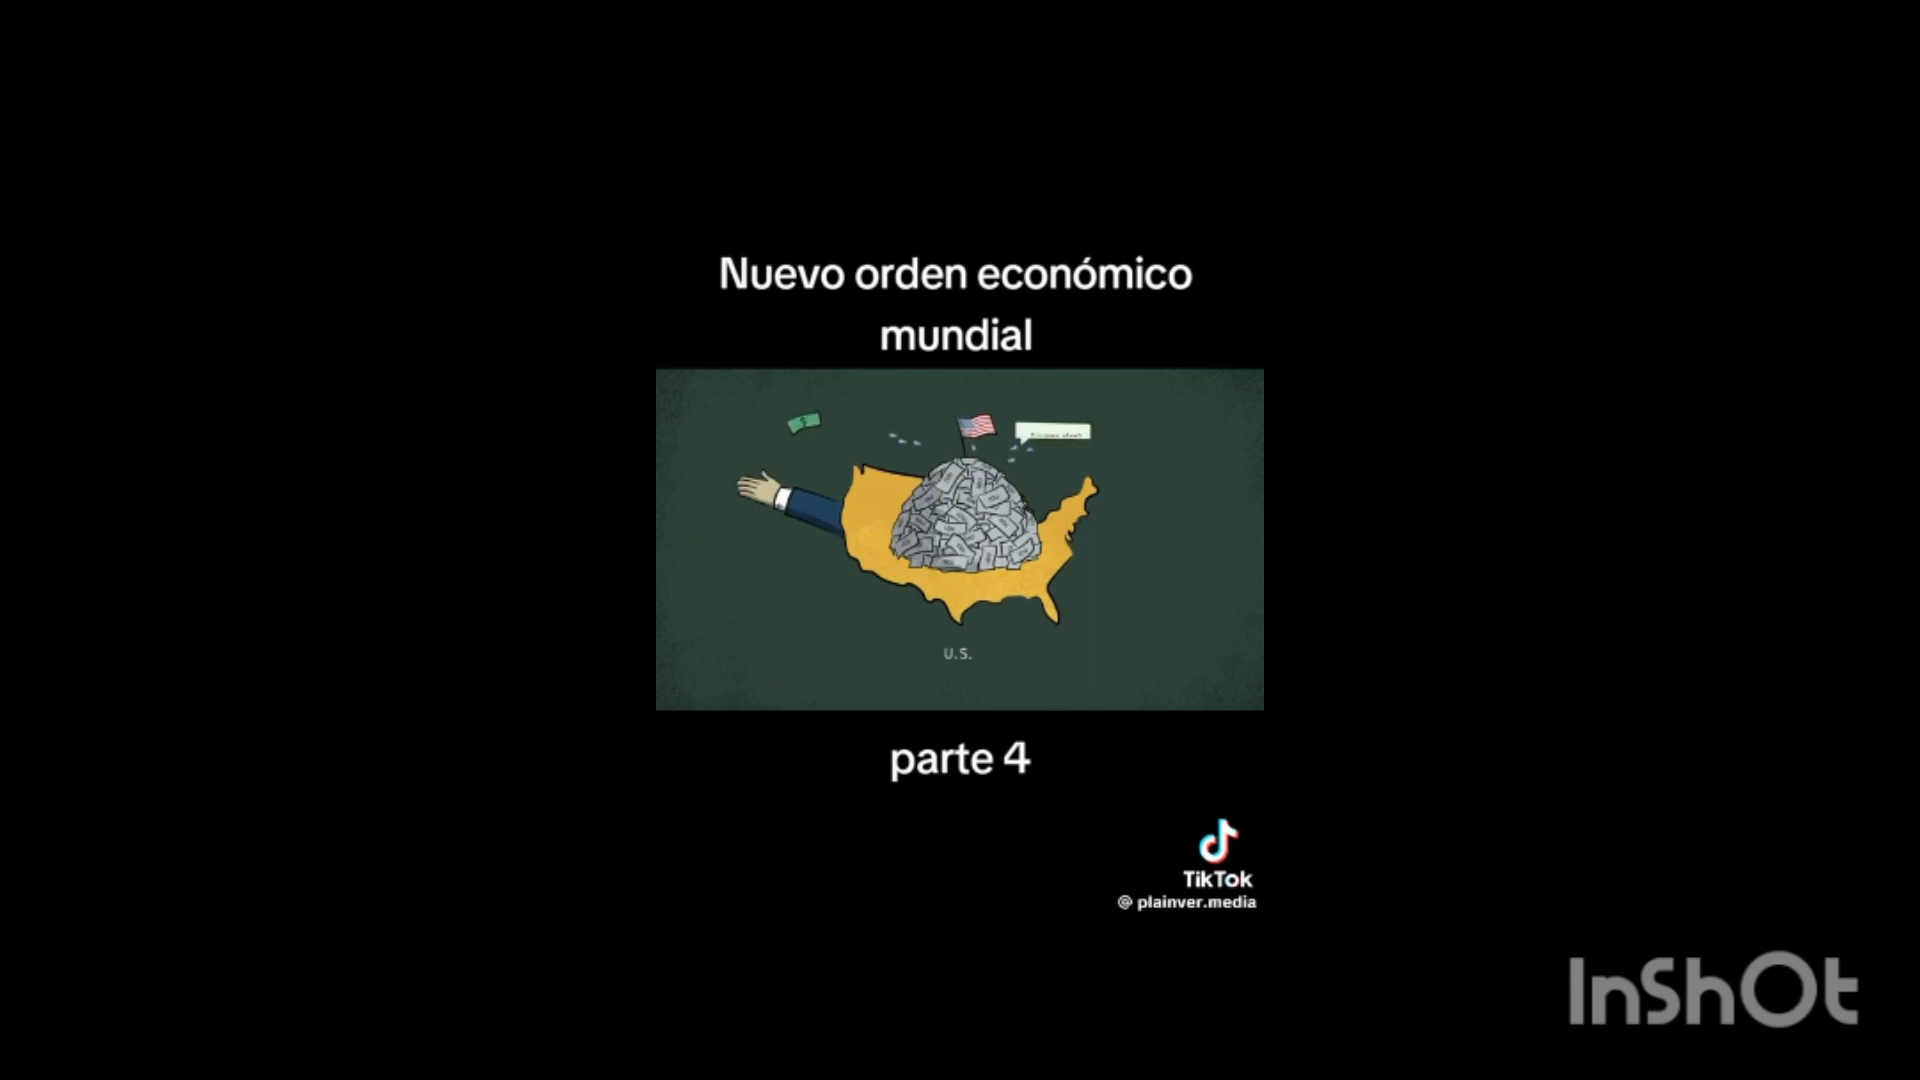 Nuevo orden económico
mundial
$
U.S.
parte 4
TikTok
@ plainver.media
InShOt